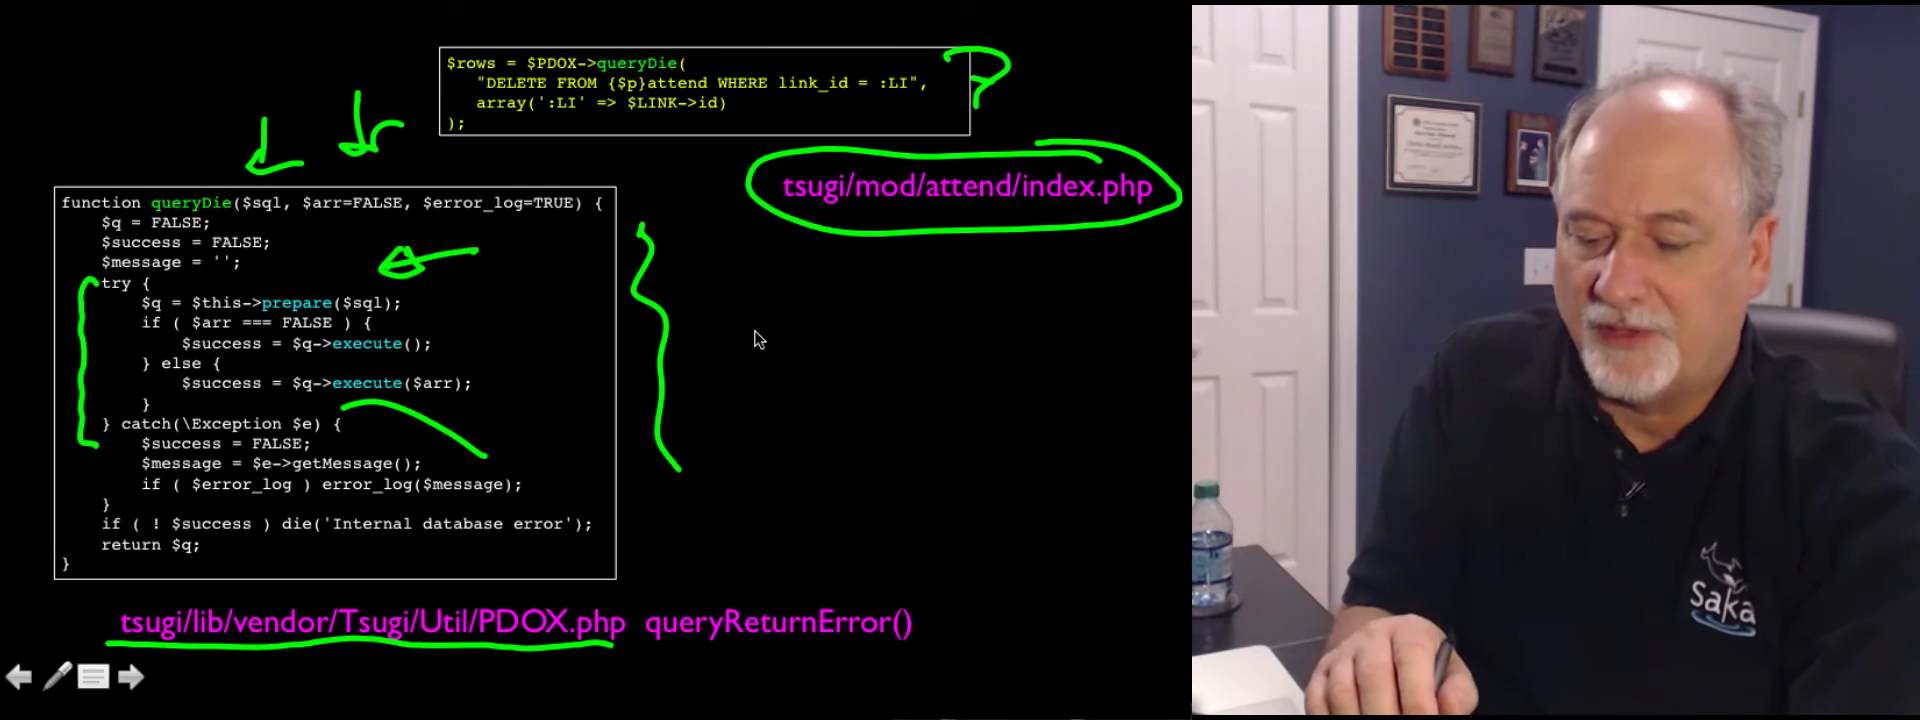 $rows = $PDOX->queryDie(
"DELETE FROM {$p}attend WHERE link_id = :LI",
array(':LI' => $LINK->id)
);
tsugi/mod/attend/index.php
function queryDie($sql, $arr=FALSE, $error_log=TRUE) {
$q = FALSE;
$success = FALSE;
$message = '';
try {
$q = $this->prepare($sql);
if ( $arr === FALSE ) {
$success = $q->execute();
} else {
$success = $q->execute($arr);
}
} catch(\Exception $e) {
$success = FALSE;
$message = $e->getMessage();
if ( $error_log ) error_log($message);
}
if ( ! $success ) die('Internal database error');
return $q;
}
tsugi/lib/vendor/Tsugi/Util/PDOX.php queryReturnError()